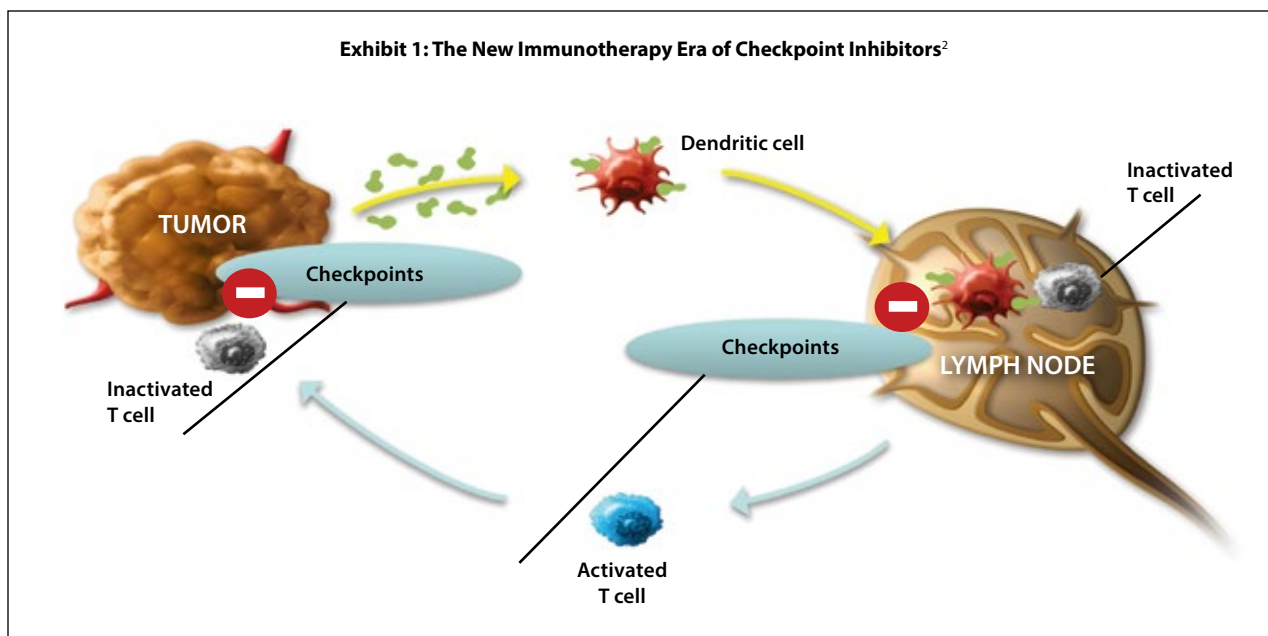 Exhibit 1: The New Immunotherapy Era of Checkpoint Inhibitors²
Dendritic cell
Inactivated
T cell
TUMOR
Checkpoints
Checkpoints
LYMPH NODE
Inactivated
T cell
Activated
T cell